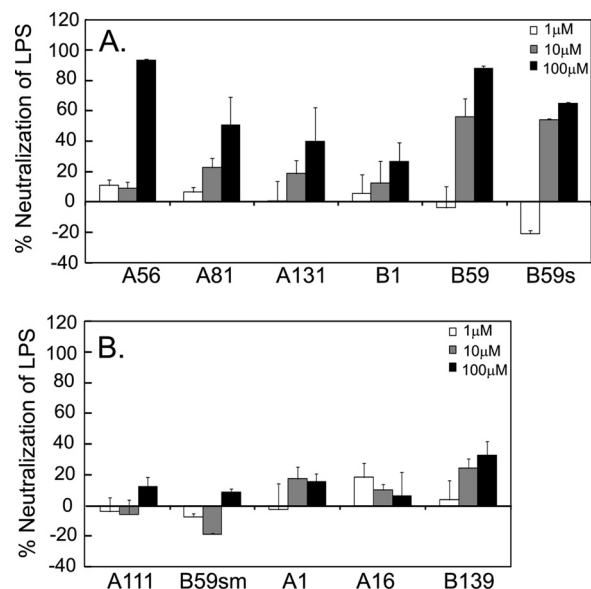 A.
% Neutralization of LPS
120
100
80
60
40
20
0
-20
-40
1μM
10μM
100μM
A56 A81 A131 B1 B59 B59s
B.
% Neutralization of LPS
120
100
80
60
40
20
0
-20
-40
1μM
10μM
100μM
A111 B59sm A1 A16 B139